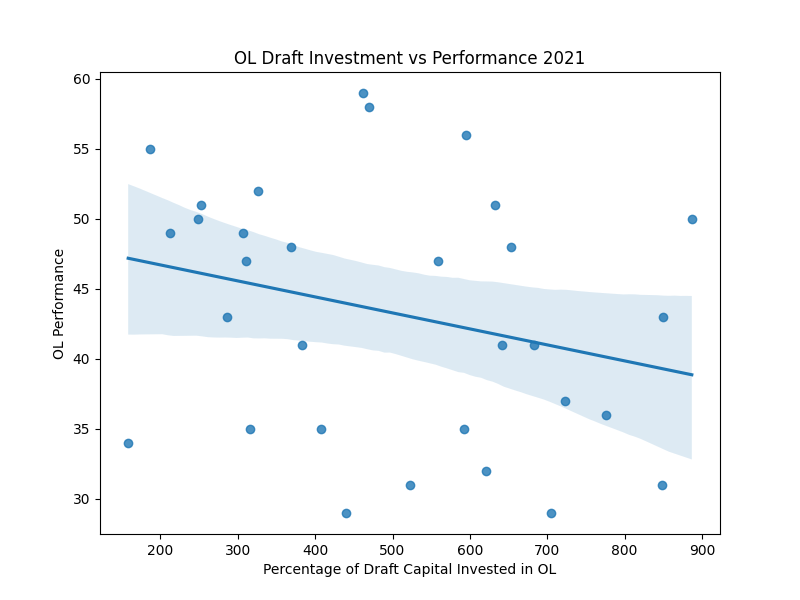 OL Draft Investment vs Performance 2021
60
55
50
45
40
35
30
OL Performance
200 300 400 500 600 700 800 900
Percentage of Draft Capital Invested in OL